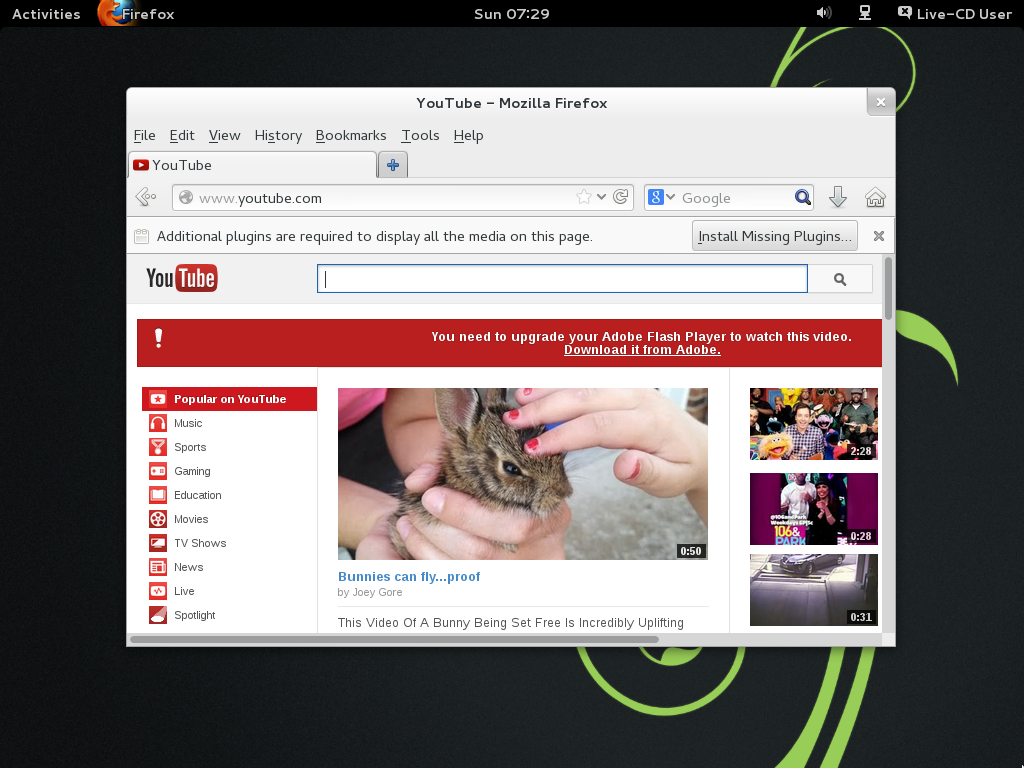 Activities Firefox Sun 07:29 Live-CD User
YouTube – Mozilla Firefox
File Edit View History Bookmarks Tools Help
YouTube
www.youtube.com Google
Additional plugins are required to display all the media on this page. Install Missing Plugins...
YouTube
You need to upgrade your Adobe Flash Player to watch this video.
Download it from Adobe.
Popular on YouTube
Music
Sports
Gaming
Education
Movies
TV Shows
News
Live
Spotlight
0:50
Bunnies can fly...proof
by Joey Gore
This Video Of A Bunny Being Set Free Is Incredibly Uplifting
2:28
106&
PARK
0:28
0:31